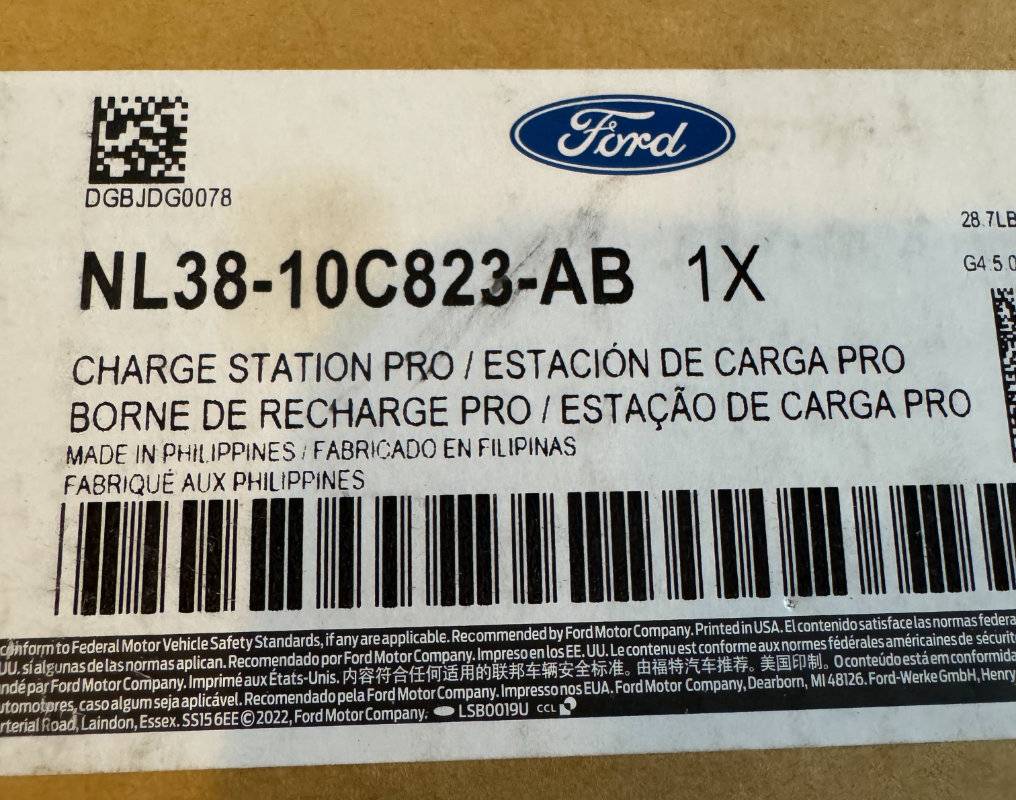 Ford
DGBJDG0078
28.7LB
NL38-10C823-AB 1X
G4.5.0
CHARGE STATION PRO / ESTACIÓN DE CARGA PRO
BORNE DE RECHARGE PRO / ESTAÇÃO DE CARGA PRO
MADE IN PHILIPPINES / FABRICADO EN FILIPINAS
FABRIQUÉ AUX PHILIPPINES
conform to Federal Motor Vehicle Safety Standards, if any are applicable. Recommended by Ford Motor Company. Printed in USA. El contenido satisface las normas federa
UU. si algunas de las normas aplican. Recomendado por Ford Motor Company. Impreso en los EE. UU. Le contenu est conforme aux normes fédérales américaines de sécurit
ndé par Ford Motor Company. Imprimé aux États-Unis. 内容符合任何适用的联邦车辆安全标准。由福特汽车推荐。美国印制。O conteúdo está em conformida
utomotores, caso algum seja aplicável. Recomendado pela Ford Motor Company. Impresso nos EUA. Ford Motor Company, Dearborn, MI 48126. Ford-Werke GmbH, Henry
rterial Road, Laindon, Essex. SS15 6EE © 2022, Ford Motor Company. LSB0019U CCL